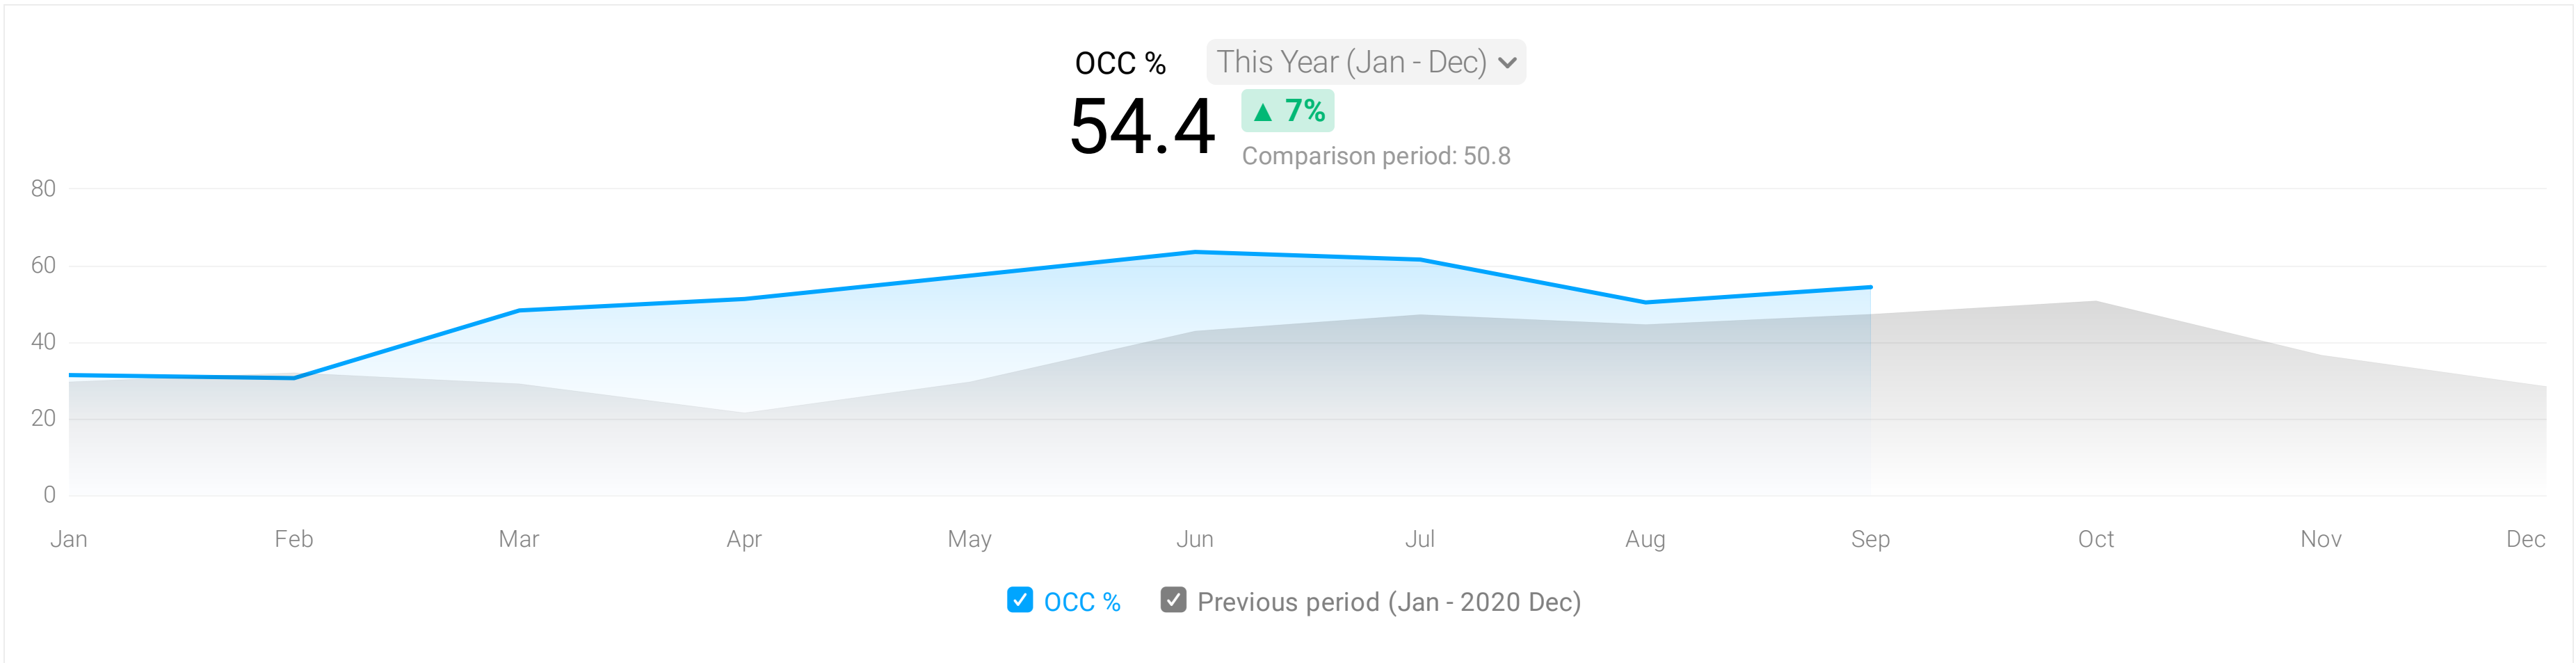 OCC % This Year (Jan - Dec)
54.4 ▲ 7%
Comparison period: 50.8
80
60
40
20
0
Jan Feb Mar Apr May Jun Jul Aug Sep Oct Nov Dec
OCC % Previous period (Jan - 2020 Dec)